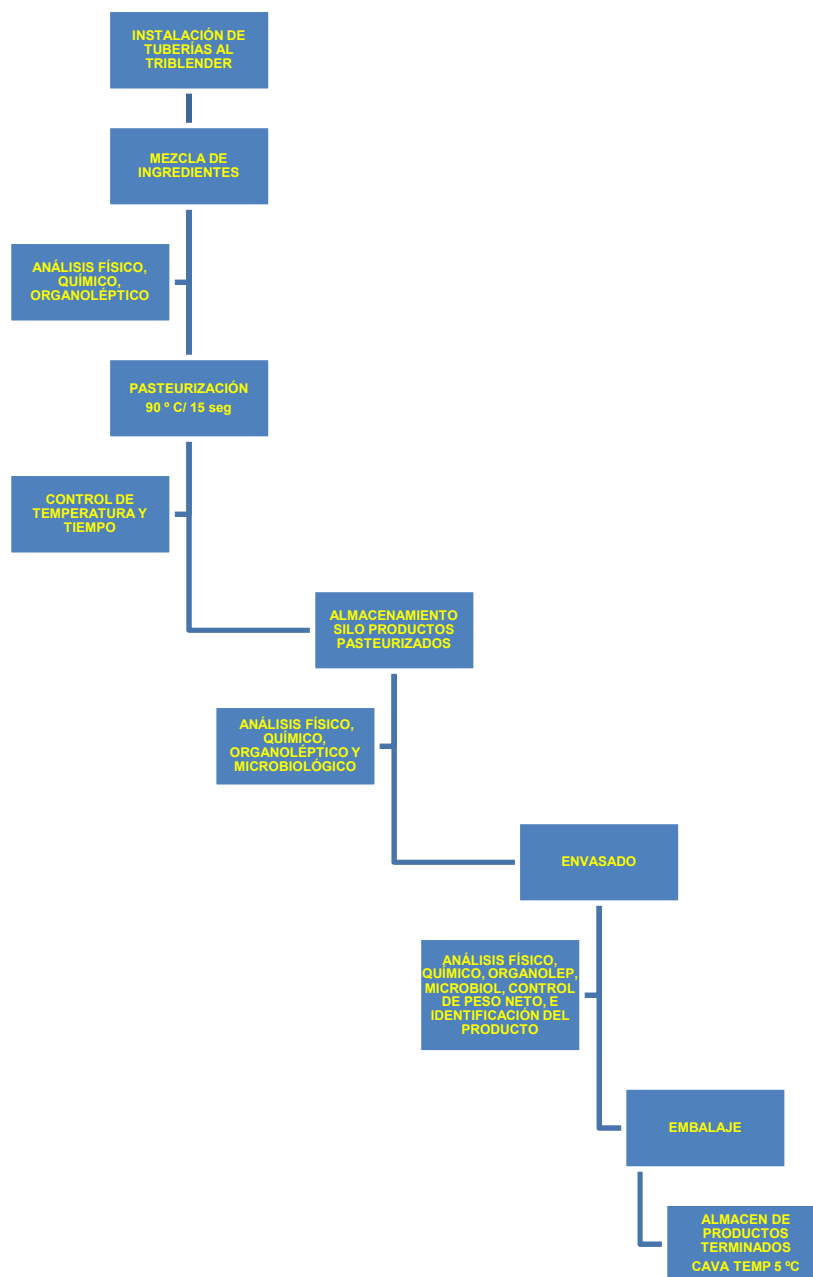 INSTALACIÓN DE
TUBERÍAS AL
TRIBLENDER
MEZCLA DE
INGREDIENTES
ANÁLISIS FÍSICO,
QUÍMICO,
ORGANOLÉPTICO
PASTEURIZACIÓN
90 º C/ 15 seg
CONTROL DE
TEMPERATURA Y
TIEMPO
ALMACENAMIENTO
SILO PRODUCTOS
PASTEURIZADOS
ANÁLISIS FÍSICO,
QUÍMICO,
ORGANOLÉPTICO Y
MICROBIOLÓGICO
ENVASADO
ANÁLISIS FÍSICO,
QUÍMICO, ORGANOLEP,
MICROBIOL, CONTROL
DE PESO NETO, E
IDENTIFICACIÓN DEL
PRODUCTO
EMBALAJE
ALMACEN DE
PRODUCTOS
TERMINADOS
CAVA TEMP 5 ºC